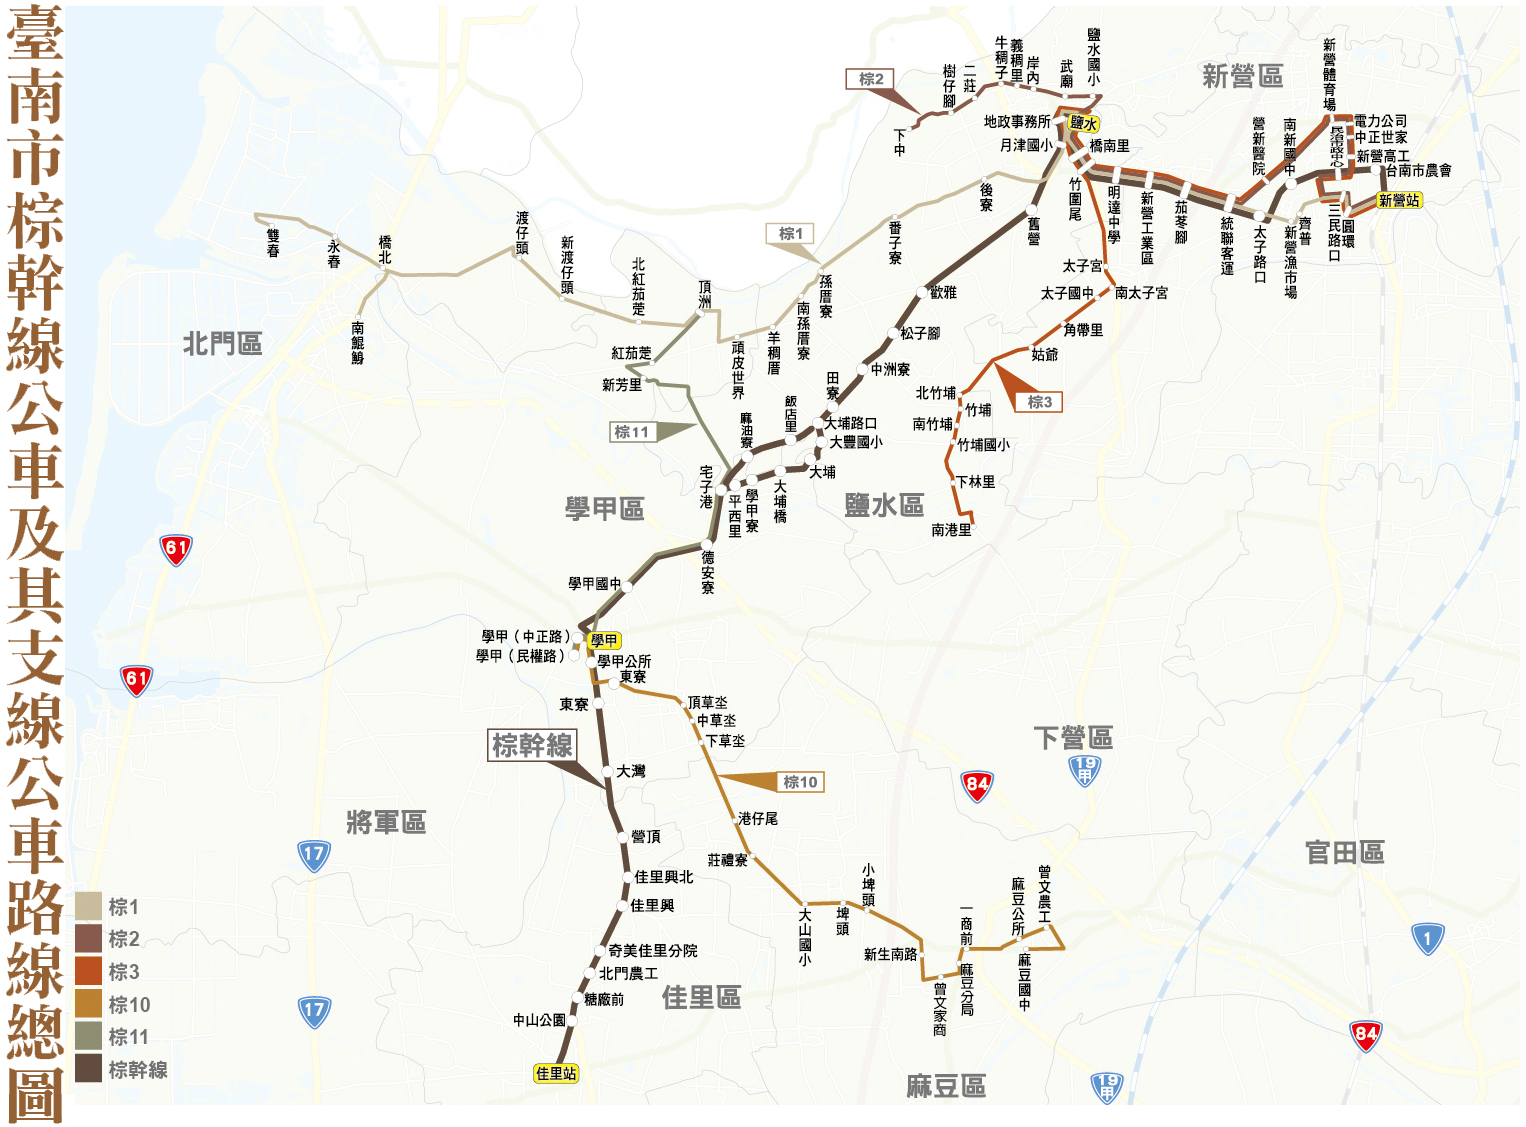 臺南市棕幹線公車及其支線公車路線總圖
棕1
棕2
棕3
棕10
棕11
棕幹線
新營區
北門區
學甲區
鹽水區
將軍區
下營區
官田區
佳里區
麻豆區
棕2
棕1
棕3
棕11
棕10
棕幹線
下中
樹仔腳
二莊
牛稠子
義稠里
岸內
武廟
鹽水國小
地政事務所
鹽水
月津國小
橋南里
竹圍尾
明達中學
新營工業區
茄苳腳
統聯客運
太子路口
新營漁市場
齊普
三民路口
圓環
新營站
台南市農會
新營高工
中正世家
電力公司
新營體育場
南新國中
營新醫院
後寮
番子寮
孫厝寮
南孫厝寮
羊稠厝
頑皮世界
頂洲
北紅茄萣
新渡仔頭
渡仔頭
橋北
永春
雙春
南鯤鯓
紅茄萣
新芳里
舊營
歡雅
松子腳
中洲寮
田寮
大埔路口
大豐國小
大埔
大埔橋
學甲寮
平西里
飯店里
麻油寮
宅子港
德安寮
學甲國中
學甲（中正路）
學甲（民權路）
學甲
學甲公所
東寮
東寮
大灣
營頂
佳里興北
佳里興
奇美佳里分院
北門農工
糖廠前
中山公園
佳里站
太子宮
太子國中
南太子宮
角帶里
姑爺
北竹埔
竹埔
南竹埔
竹埔國小
下林里
南港里
頂草坔
中草坔
下草坔
港仔尾
莊禮寮
大山國小
埤頭
小埤頭
新生南路
曾文家商
麻豆分局
一商前
麻豆公所
曾文農工
麻豆國中
61
61
17
17
84
84
19甲
19甲
1